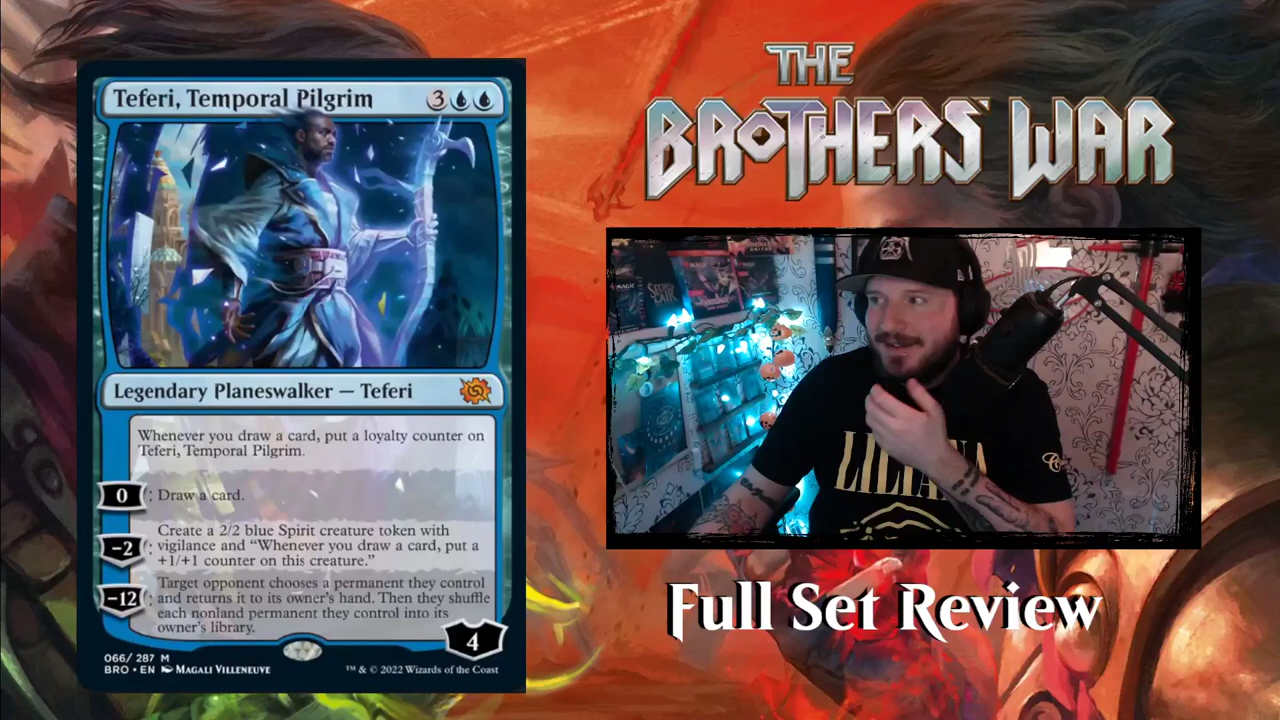 Teferi, Temporal Pilgrim 3
Legendary Planeswalker — Teferi
Whenever you draw a card, put a loyalty counter on
Teferi, Temporal Pilgrim.
0 : Draw a card.
Create a 2/2 blue Spirit creature token with
-2 : vigilance and "Whenever you draw a card, put a
+1/+1 counter on this creature."
Target opponent chooses a permanent they control
-12 : and returns it to its owner's hand. Then they shuffle
each nonland permanent they control into its
owner's library.
4
066/287 M
BRO • EN MAGALI VILLENEUVE
™ & © 2022 Wizards of the Coast
THE
BROTHERS' WAR
LILIANA
Full Set Review